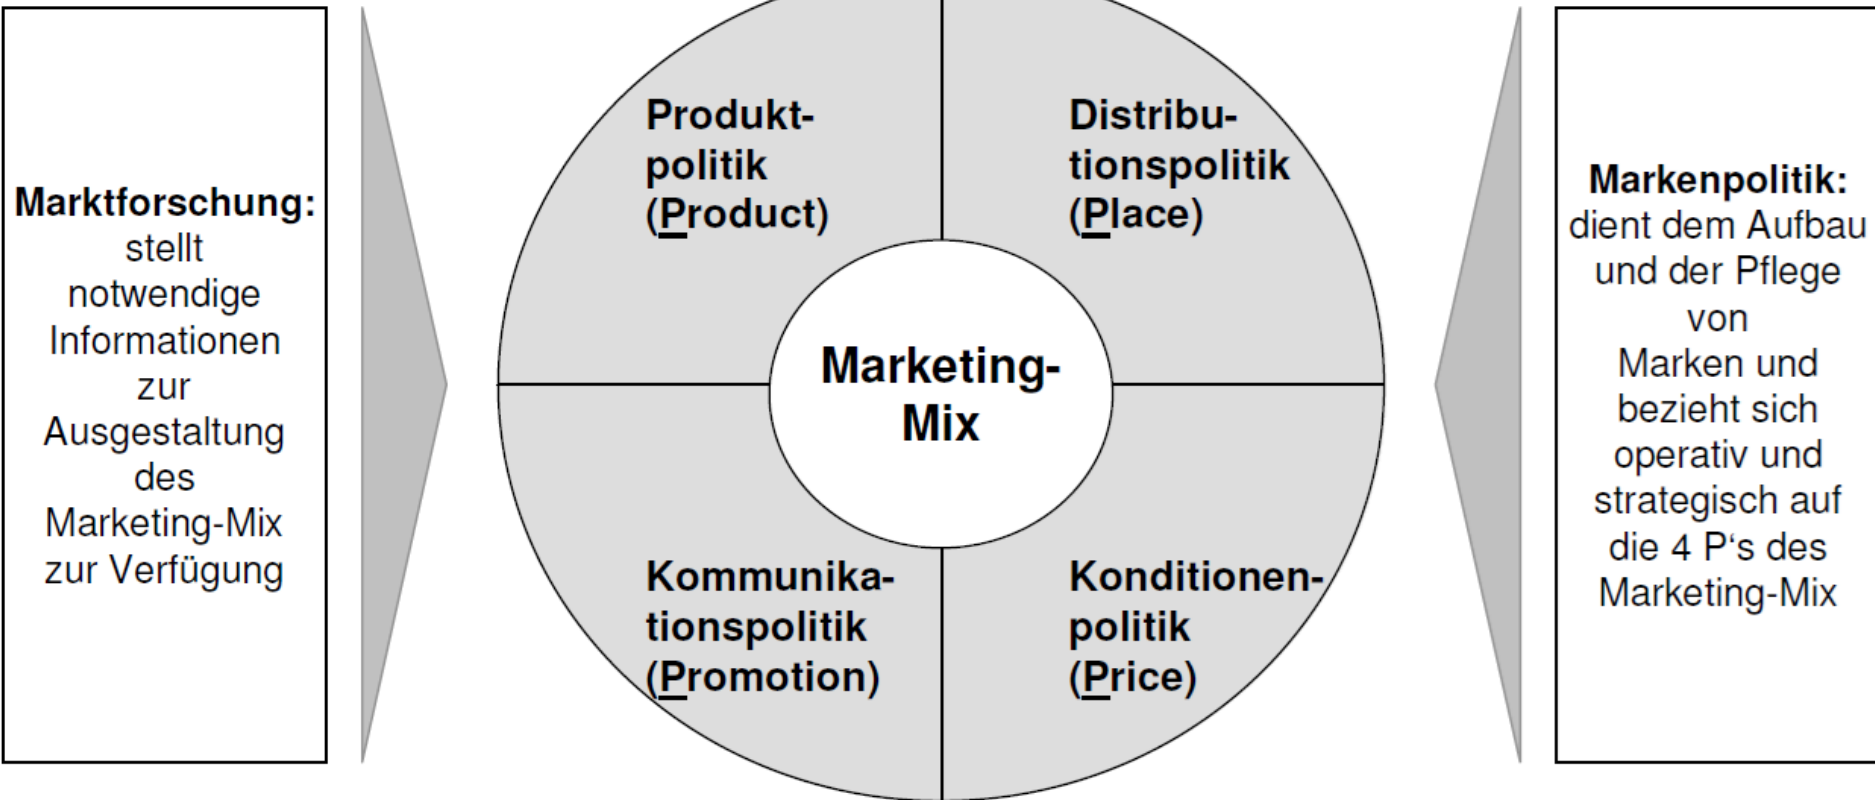 Marktforschung:
stellt
notwendige
Informationen
zur
Ausgestaltung
des
Marketing-Mix
zur Verfügung
Produkt-
politik
(Product)
Distribu-
tionspolitik
(Place)
Marketing-
Mix
Kommunika-
tionspolitik
(Promotion)
Konditionen-
politik
(Price)
Markenpolitik:
dient dem Aufbau
und der Pflege
von
Marken und
bezieht sich
operativ und
strategisch auf
die 4 P‘s des
Marketing-Mix